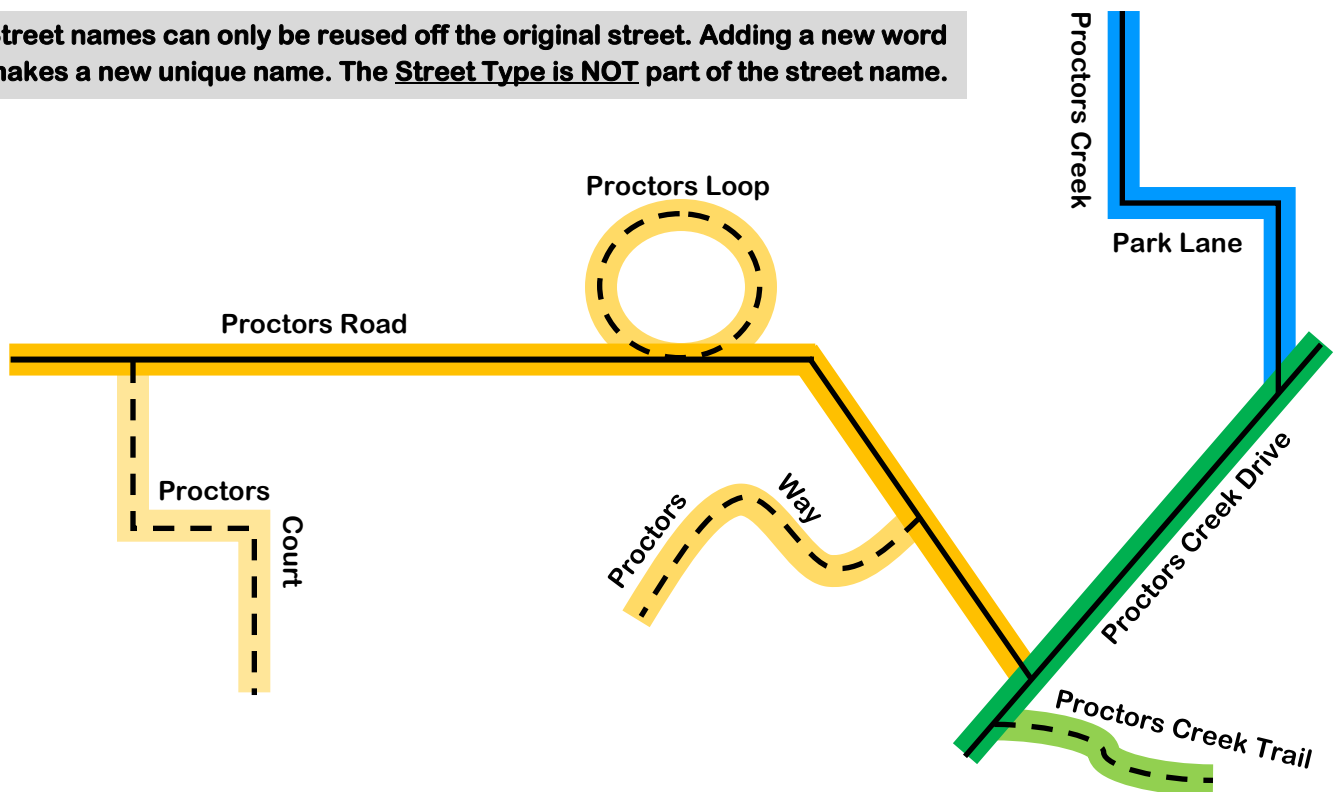 Street names can only be reused off the original street. Adding a new word
makes a new unique name. The Street Type is NOT part of the street name.
Proctors Creek
Park Lane
Proctors Loop
Proctors Road
Proctors
Court
Proctors
Way
Proctors Creek Drive
Proctors Creek Trail